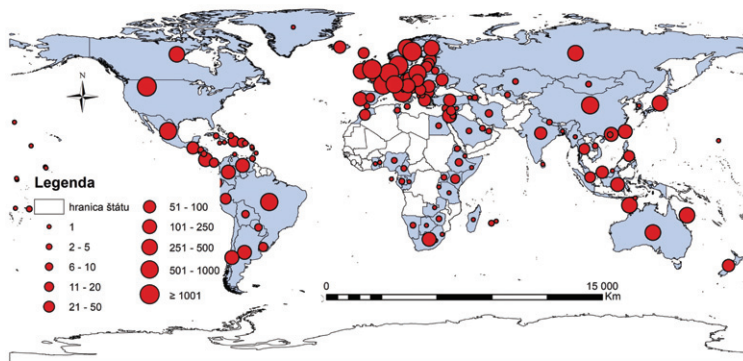 N
Legenda
hranica štátu
1
2 - 5
6 - 10
11 - 20
21 - 50
51 - 100
101 - 250
251 - 500
501 - 1000
≥ 1001
0
15 000
Km